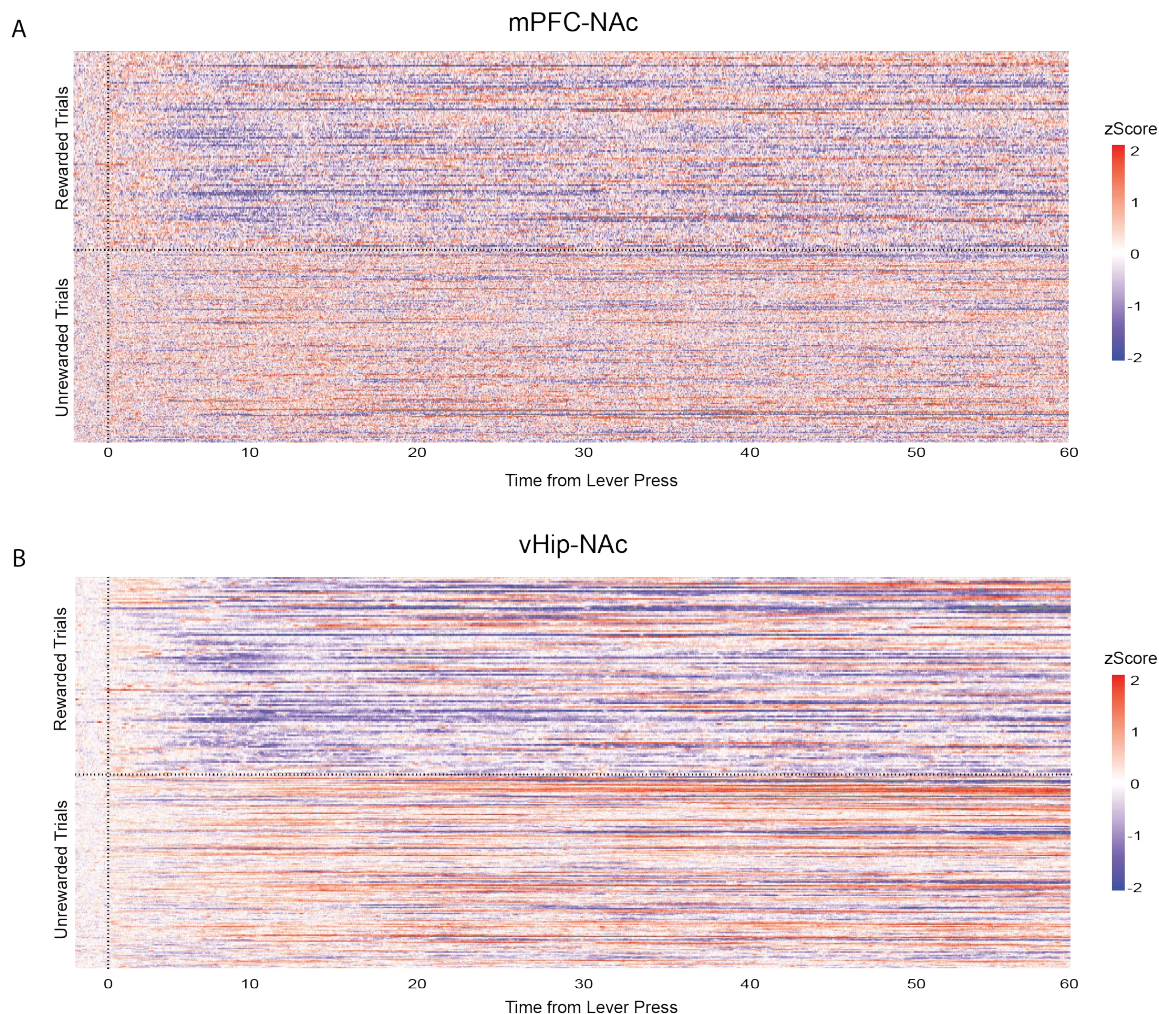 A
mPFC-NAc
Rewarded Trials
Unrewarded Trials
zScore
2
1
0
-1
-2
0 10 20 30 40 50 60
Time from Lever Press
B
vHip-NAc
Rewarded Trials
Unrewarded Trials
zScore
2
1
0
-1
-2
0 10 20 30 40 50 60
Time from Lever Press